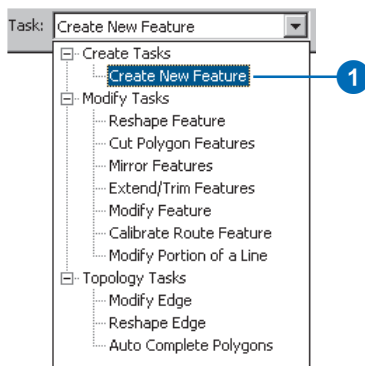 Task: Create New Feature
Create Tasks
Create New Feature
1
Modify Tasks
Reshape Feature
Cut Polygon Features
Mirror Features
Extend/Trim Features
Modify Feature
Calibrate Route Feature
Modify Portion of a Line
Topology Tasks
Modify Edge
Reshape Edge
Auto Complete Polygons